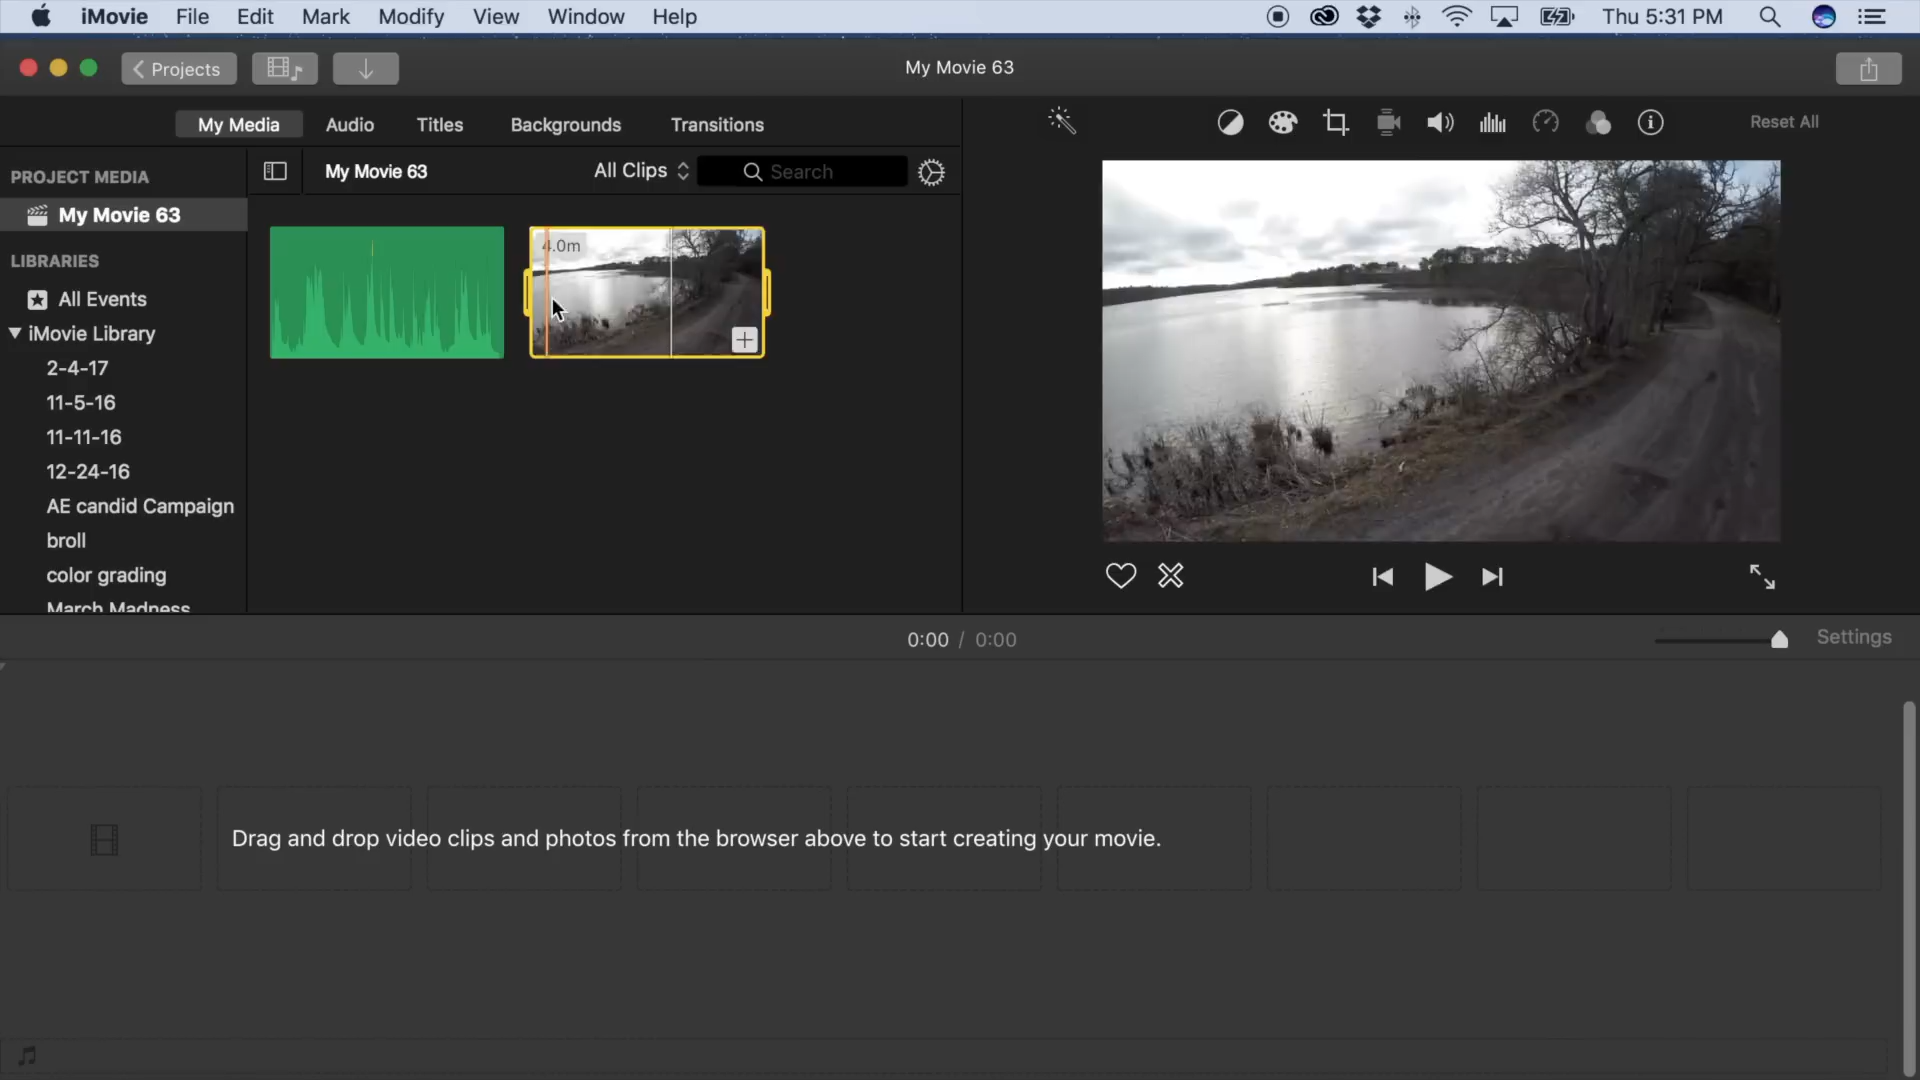 iMovie File Edit Mark Modify View Window Help Thu 5:31 PM
Projects My Movie 63
My Media Audio Titles Backgrounds Transitions Reset All
PROJECT MEDIA
My Movie 63 All Clips Search
My Movie 63
LIBRARIES
All Events
iMovie Library
2-4-17
11-5-16
11-11-16
12-24-16
AE candid Campaign
broll
color grading
March Madness
4.0m
0:00 / 0:00 Settings
Drag and drop video clips and photos from the browser above to start creating your movie.